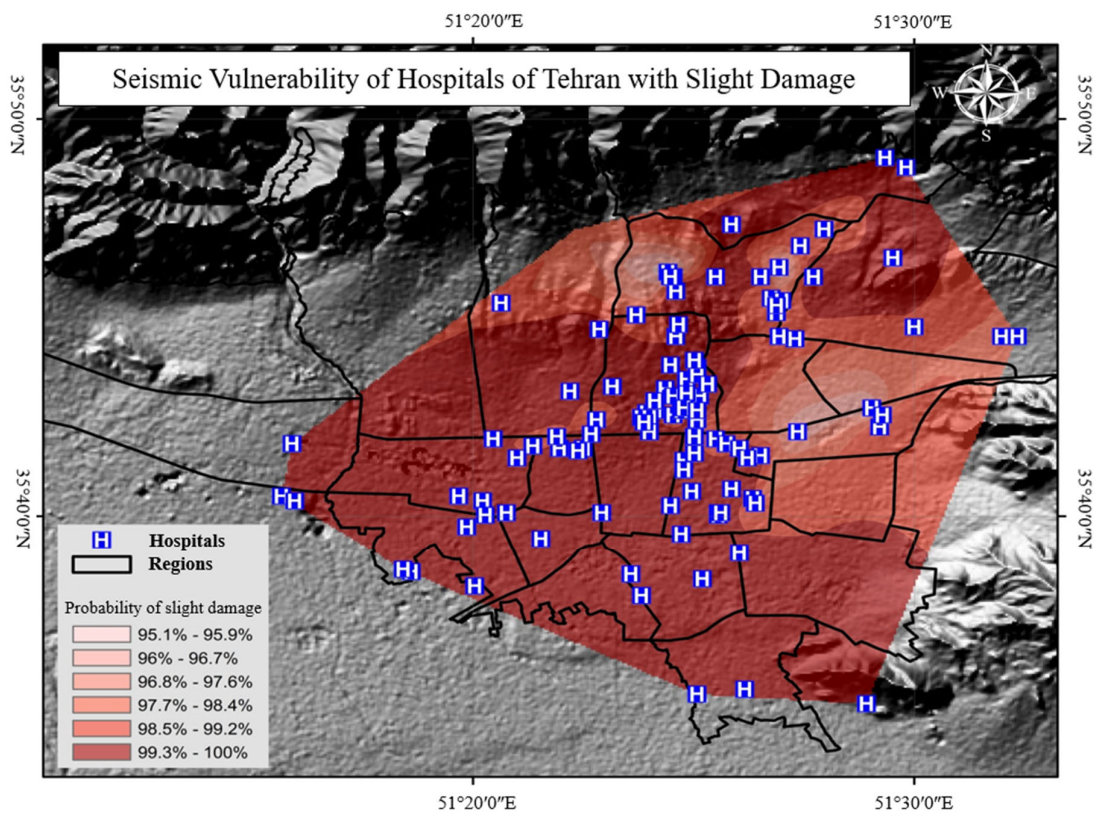 51°20'0"E 51°30'0"E
Seismic Vulnerability of Hospitals of Tehran with Slight Damage
N
W E
S
35°50'0"N 35°50'0"N
35°40'0"N 35°40'0"N
H Hospitals
Regions
Probability of slight damage
95.1% - 95.9%
96% - 96.7%
96.8% - 97.6%
97.7% - 98.4%
98.5% - 99.2%
99.3% - 100%
51°20'0"E 51°30'0"E